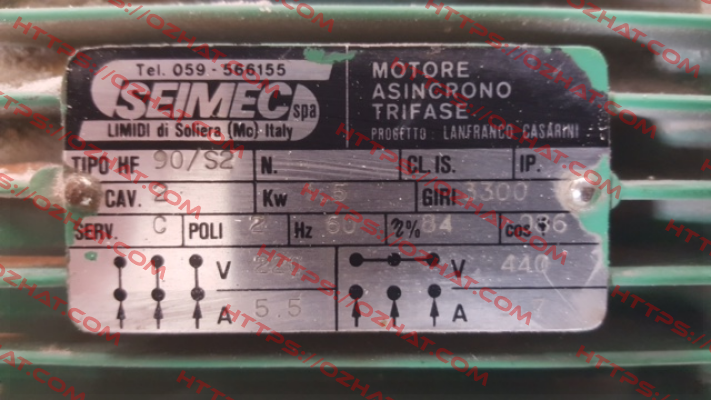 Tel. 059 - 566155
SEIMEC spa
LIMIDI di Soliera (Mo) Italy
MOTORE
ASINCRONO
TRIFASE
PROGETTO : LANFRANCO CASARINI
TIPO HF 90/S2 N. CL.IS. IP.
CAV. 2 Kw GIRI 3300
SERV. C POLI 2 Hz 60 η% 84 cos φ
V V 440
A 5.5 A
HTTPS://OZHAT.COM